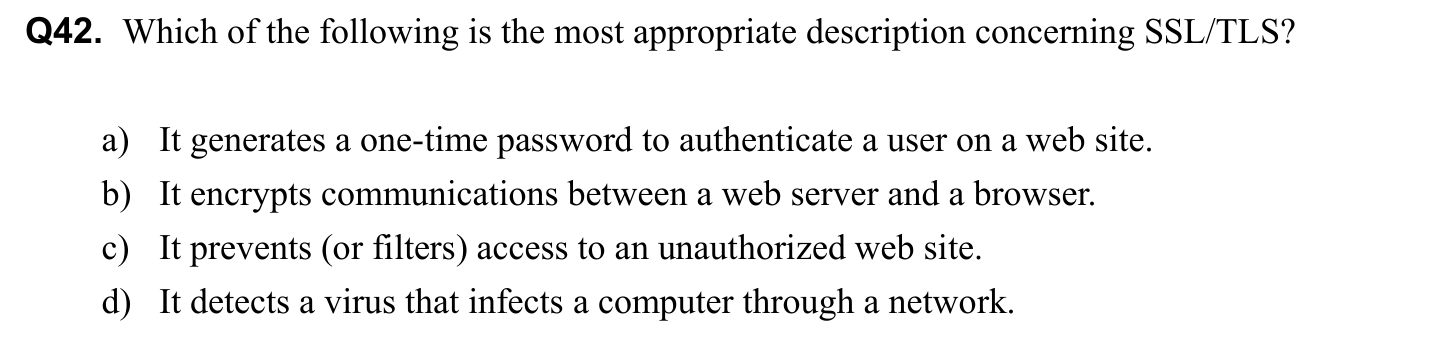 Q42. Which of the following is the most appropriate description concerning SSL/TLS?
a) It generates a one-time password to authenticate a user on a web site.
b) It encrypts communications between a web server and a browser.
c) It prevents (or filters) access to an unauthorized web site.
d) It detects a virus that infects a computer through a network.